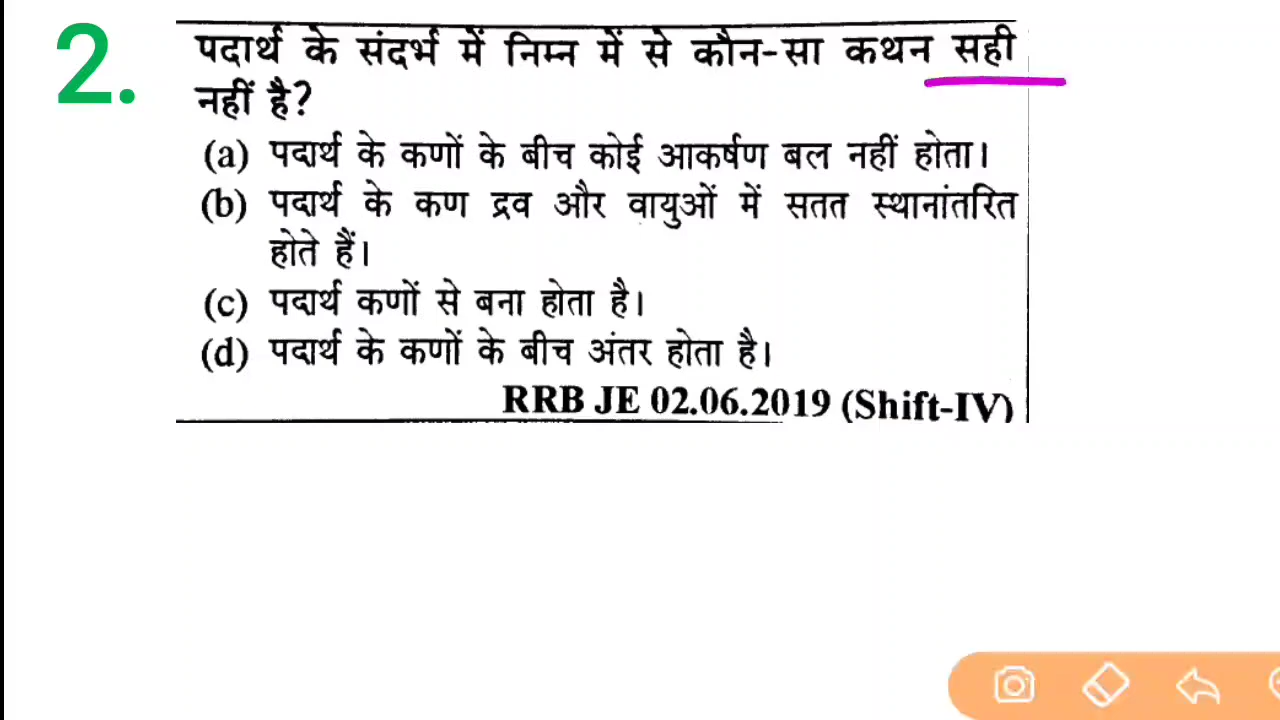 2.
पदार्थ के संदर्भ में निम्न में से कौन-सा कथन सही
नहीं है?
(a) पदार्थ के कणों के बीच कोई आकर्षण बल नहीं होता।
(b) पदार्थ के कण द्रव और वायुओं में सतत स्थानांतरित
होते हैं।
(c) पदार्थ कणों से बना होता है।
(d) पदार्थ के कणों के बीच अंतर होता है।
RRB JE 02.06.2019 (Shift-IV)